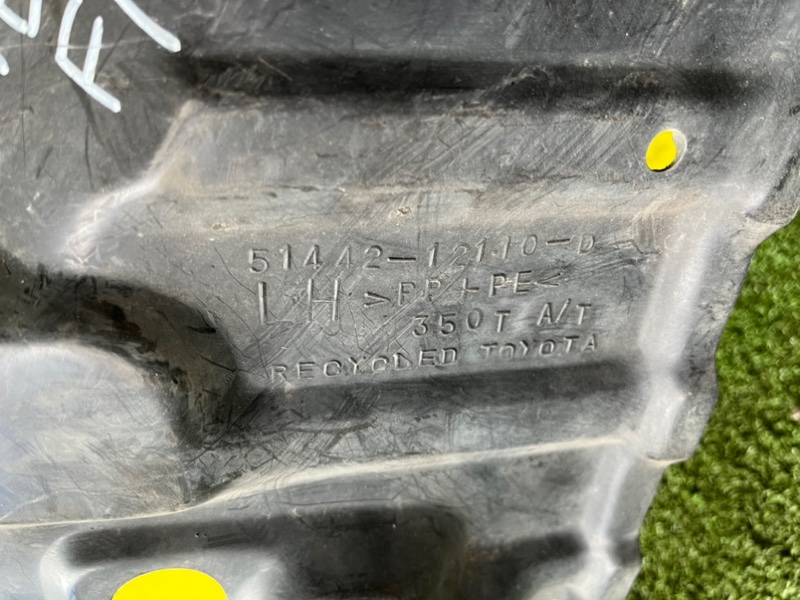 51442-12110-D
LH >PP+PE<
350T A/T
RECYCLED TOYOTA